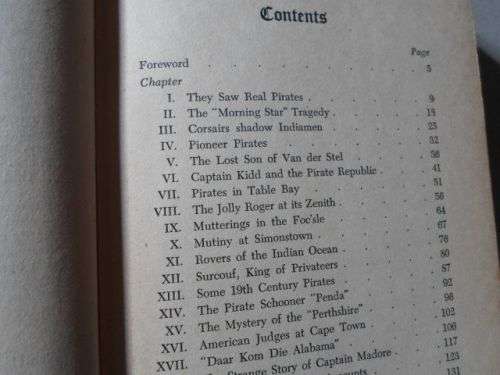 Contents
Page
Foreword . . . . . . 5
Chapter
I. They Saw Real Pirates . . . . 9
II. The "Morning Star" Tragedy . . . 18
III. Corsairs shadow Indiamen . . . 23
IV. Pioneer Pirates . . . . 32
V. The Lost Son of Van der Stel . . .
VI. Captain Kidd and the Pirate Republic . 41
VII. Pirates in Table Bay . . . . 51
VIII. The Jolly Roger at its Zenith . . . 56
IX. Mutterings in the Foc'sle . . . 64
X. Mutiny at Simonstown . . . . 67
XI. Rovers of the Indian Ocean . . . 76
XII. Surcouf, King of Privateers . . . 80
XIII. Some 19th Century Pirates . . . 87
XIV. The Pirate Schooner "Penda" . . . 92
XV. The Mystery of the "Perthshire" . . 98
XVI. American Judges at Cape Town . . 102
XVII. "Daar Kom Die Alabama" . . . 106
Strange Story of Captain Madore . 117
123
131